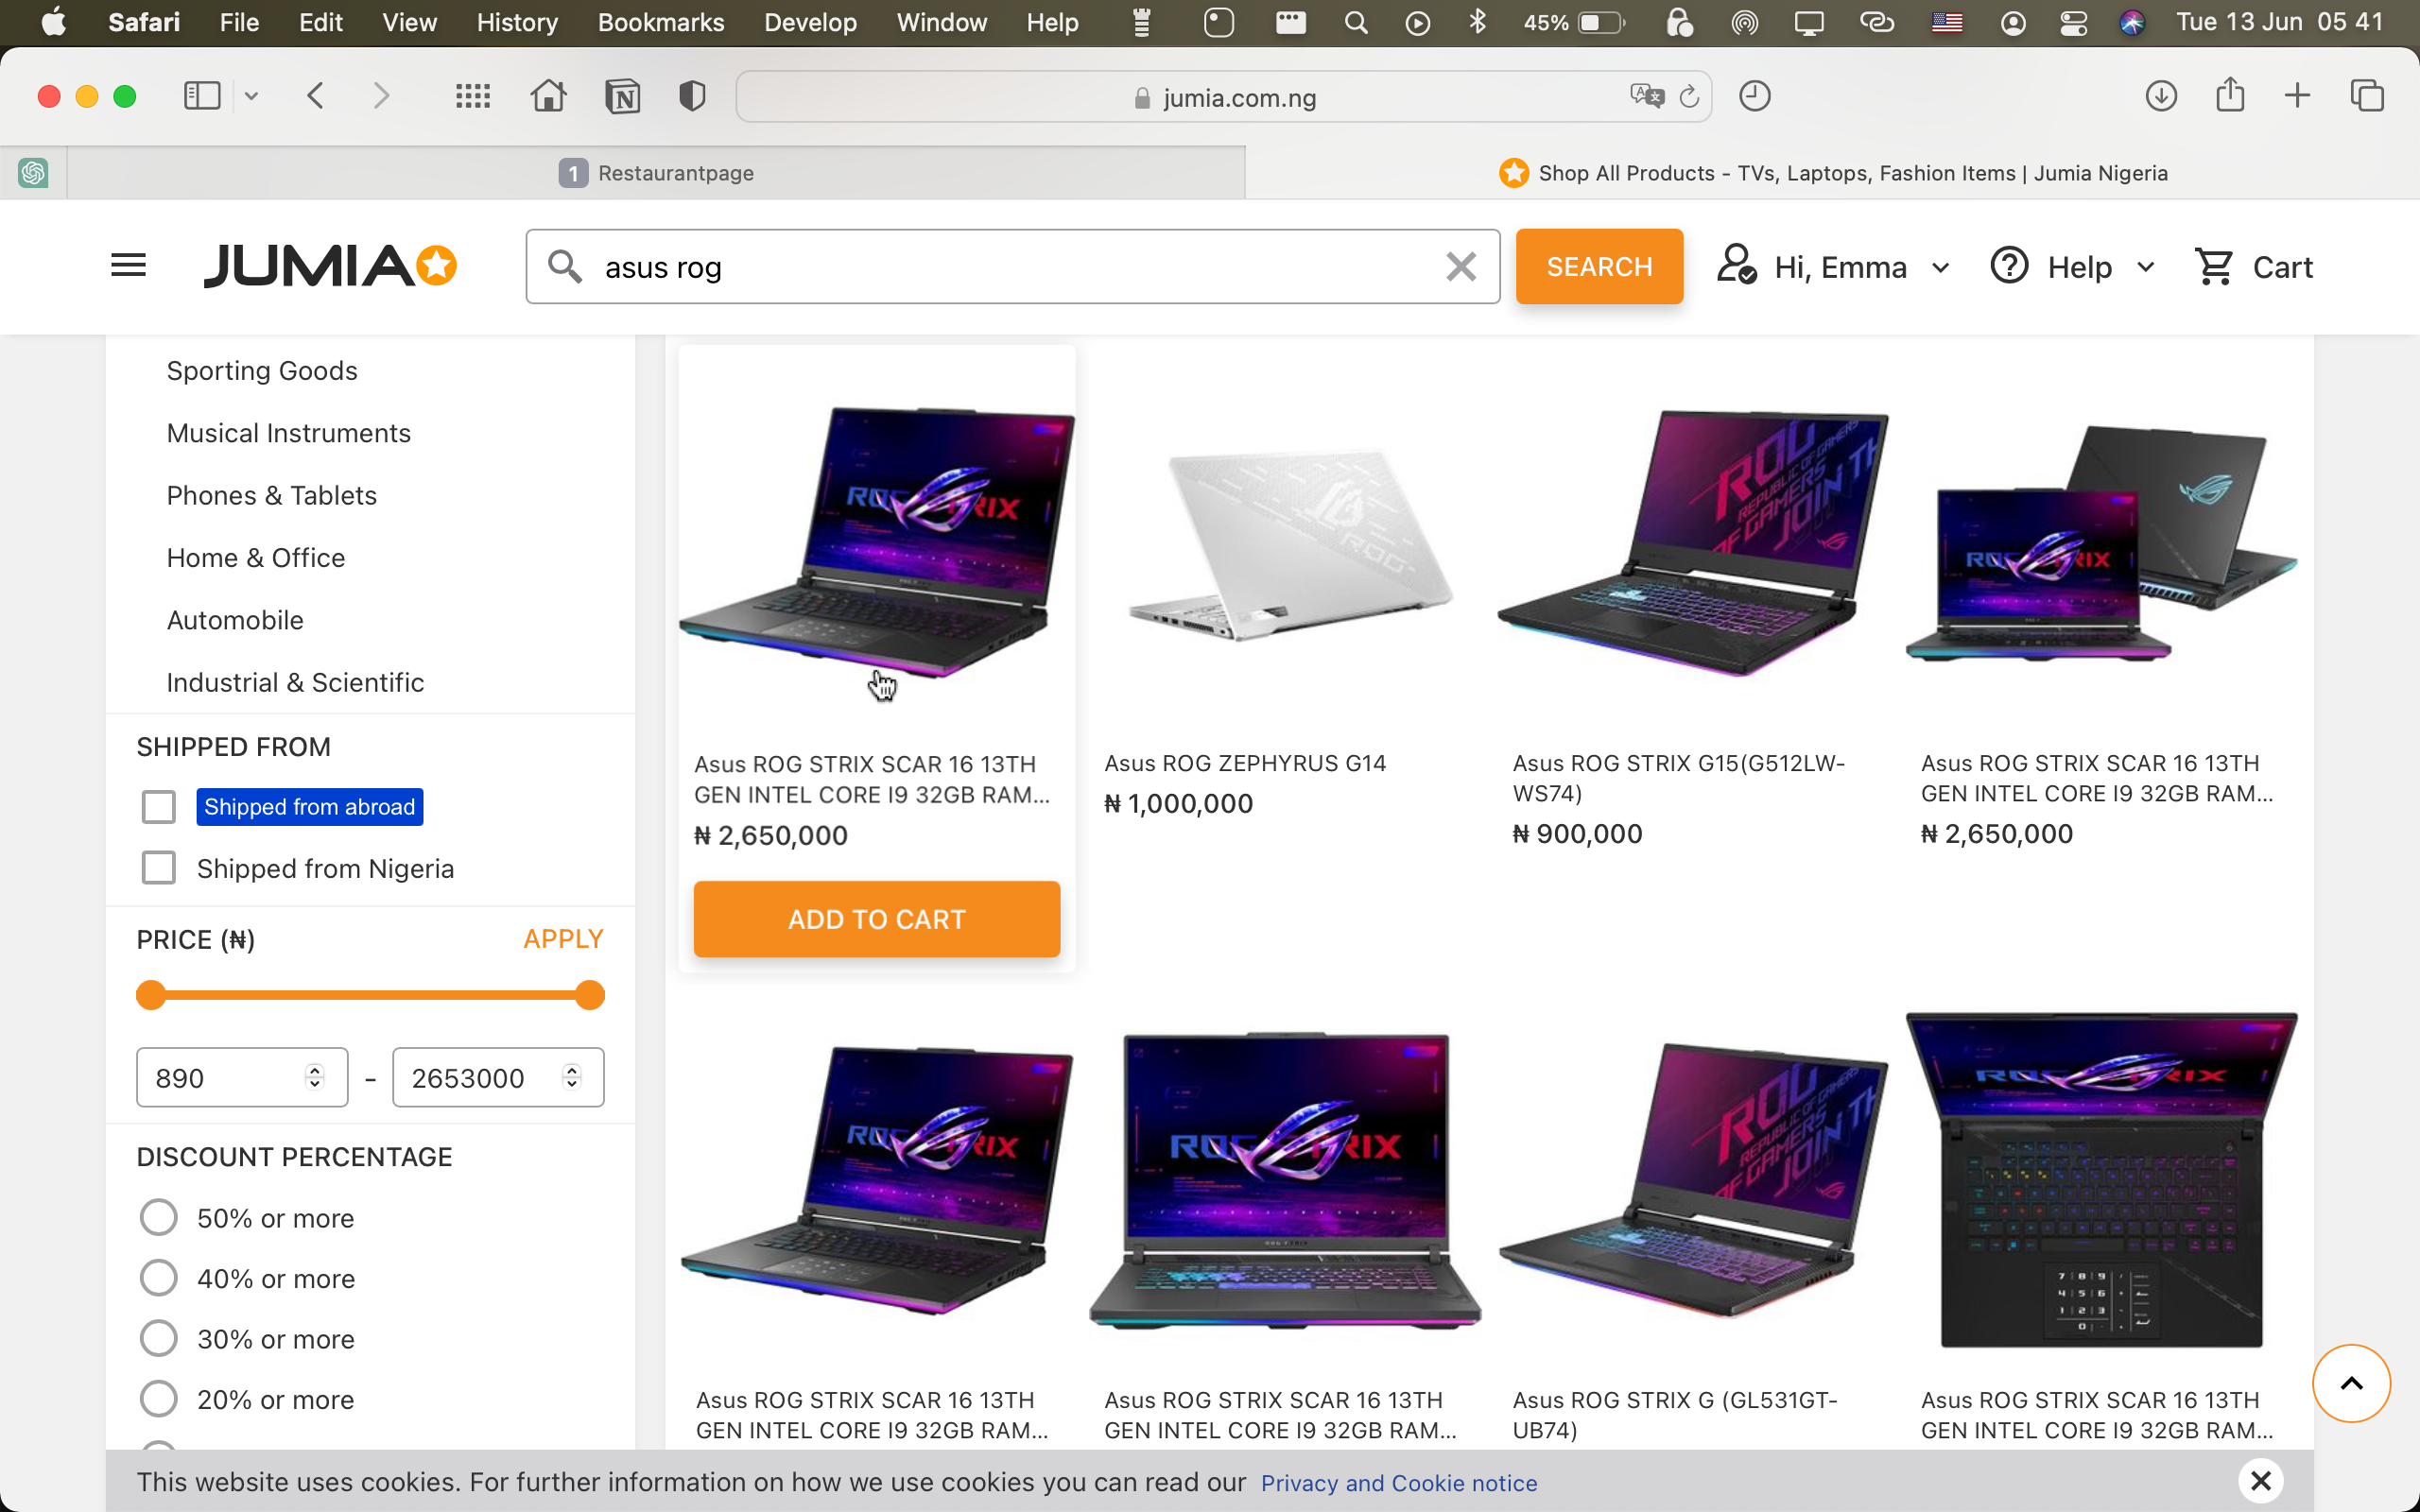 Safari File Edit View History Bookmarks Develop Window Help 45% Tue 13 Jun 05 41
jumia.com.ng
1 Restaurantpage
Shop All Products - TVs, Laptops, Fashion Items | Jumia Nigeria
JUMIA
asus rog
SEARCH
Hi, Emma
Help
Cart
Sporting Goods
Musical Instruments
Phones & Tablets
Home & Office
Automobile
Industrial & Scientific
SHIPPED FROM
Shipped from abroad
Shipped from Nigeria
PRICE (₦)
APPLY
890 - 2653000
DISCOUNT PERCENTAGE
50% or more
40% or more
30% or more
20% or more
Asus ROG STRIX SCAR 16 13TH
GEN INTEL CORE I9 32GB RAM...
₦ 2,650,000
ADD TO CART
Asus ROG ZEPHYRUS G14
₦ 1,000,000
Asus ROG STRIX G15(G512LW-
WS74)
₦ 900,000
Asus ROG STRIX SCAR 16 13TH
GEN INTEL CORE I9 32GB RAM...
₦ 2,650,000
Asus ROG STRIX SCAR 16 13TH
GEN INTEL CORE I9 32GB RAM...
Asus ROG STRIX SCAR 16 13TH
GEN INTEL CORE I9 32GB RAM...
Asus ROG STRIX G (GL531GT-
UB74)
Asus ROG STRIX SCAR 16 13TH
GEN INTEL CORE I9 32GB RAM...
This website uses cookies. For further information on how we use cookies you can read our Privacy and Cookie notice